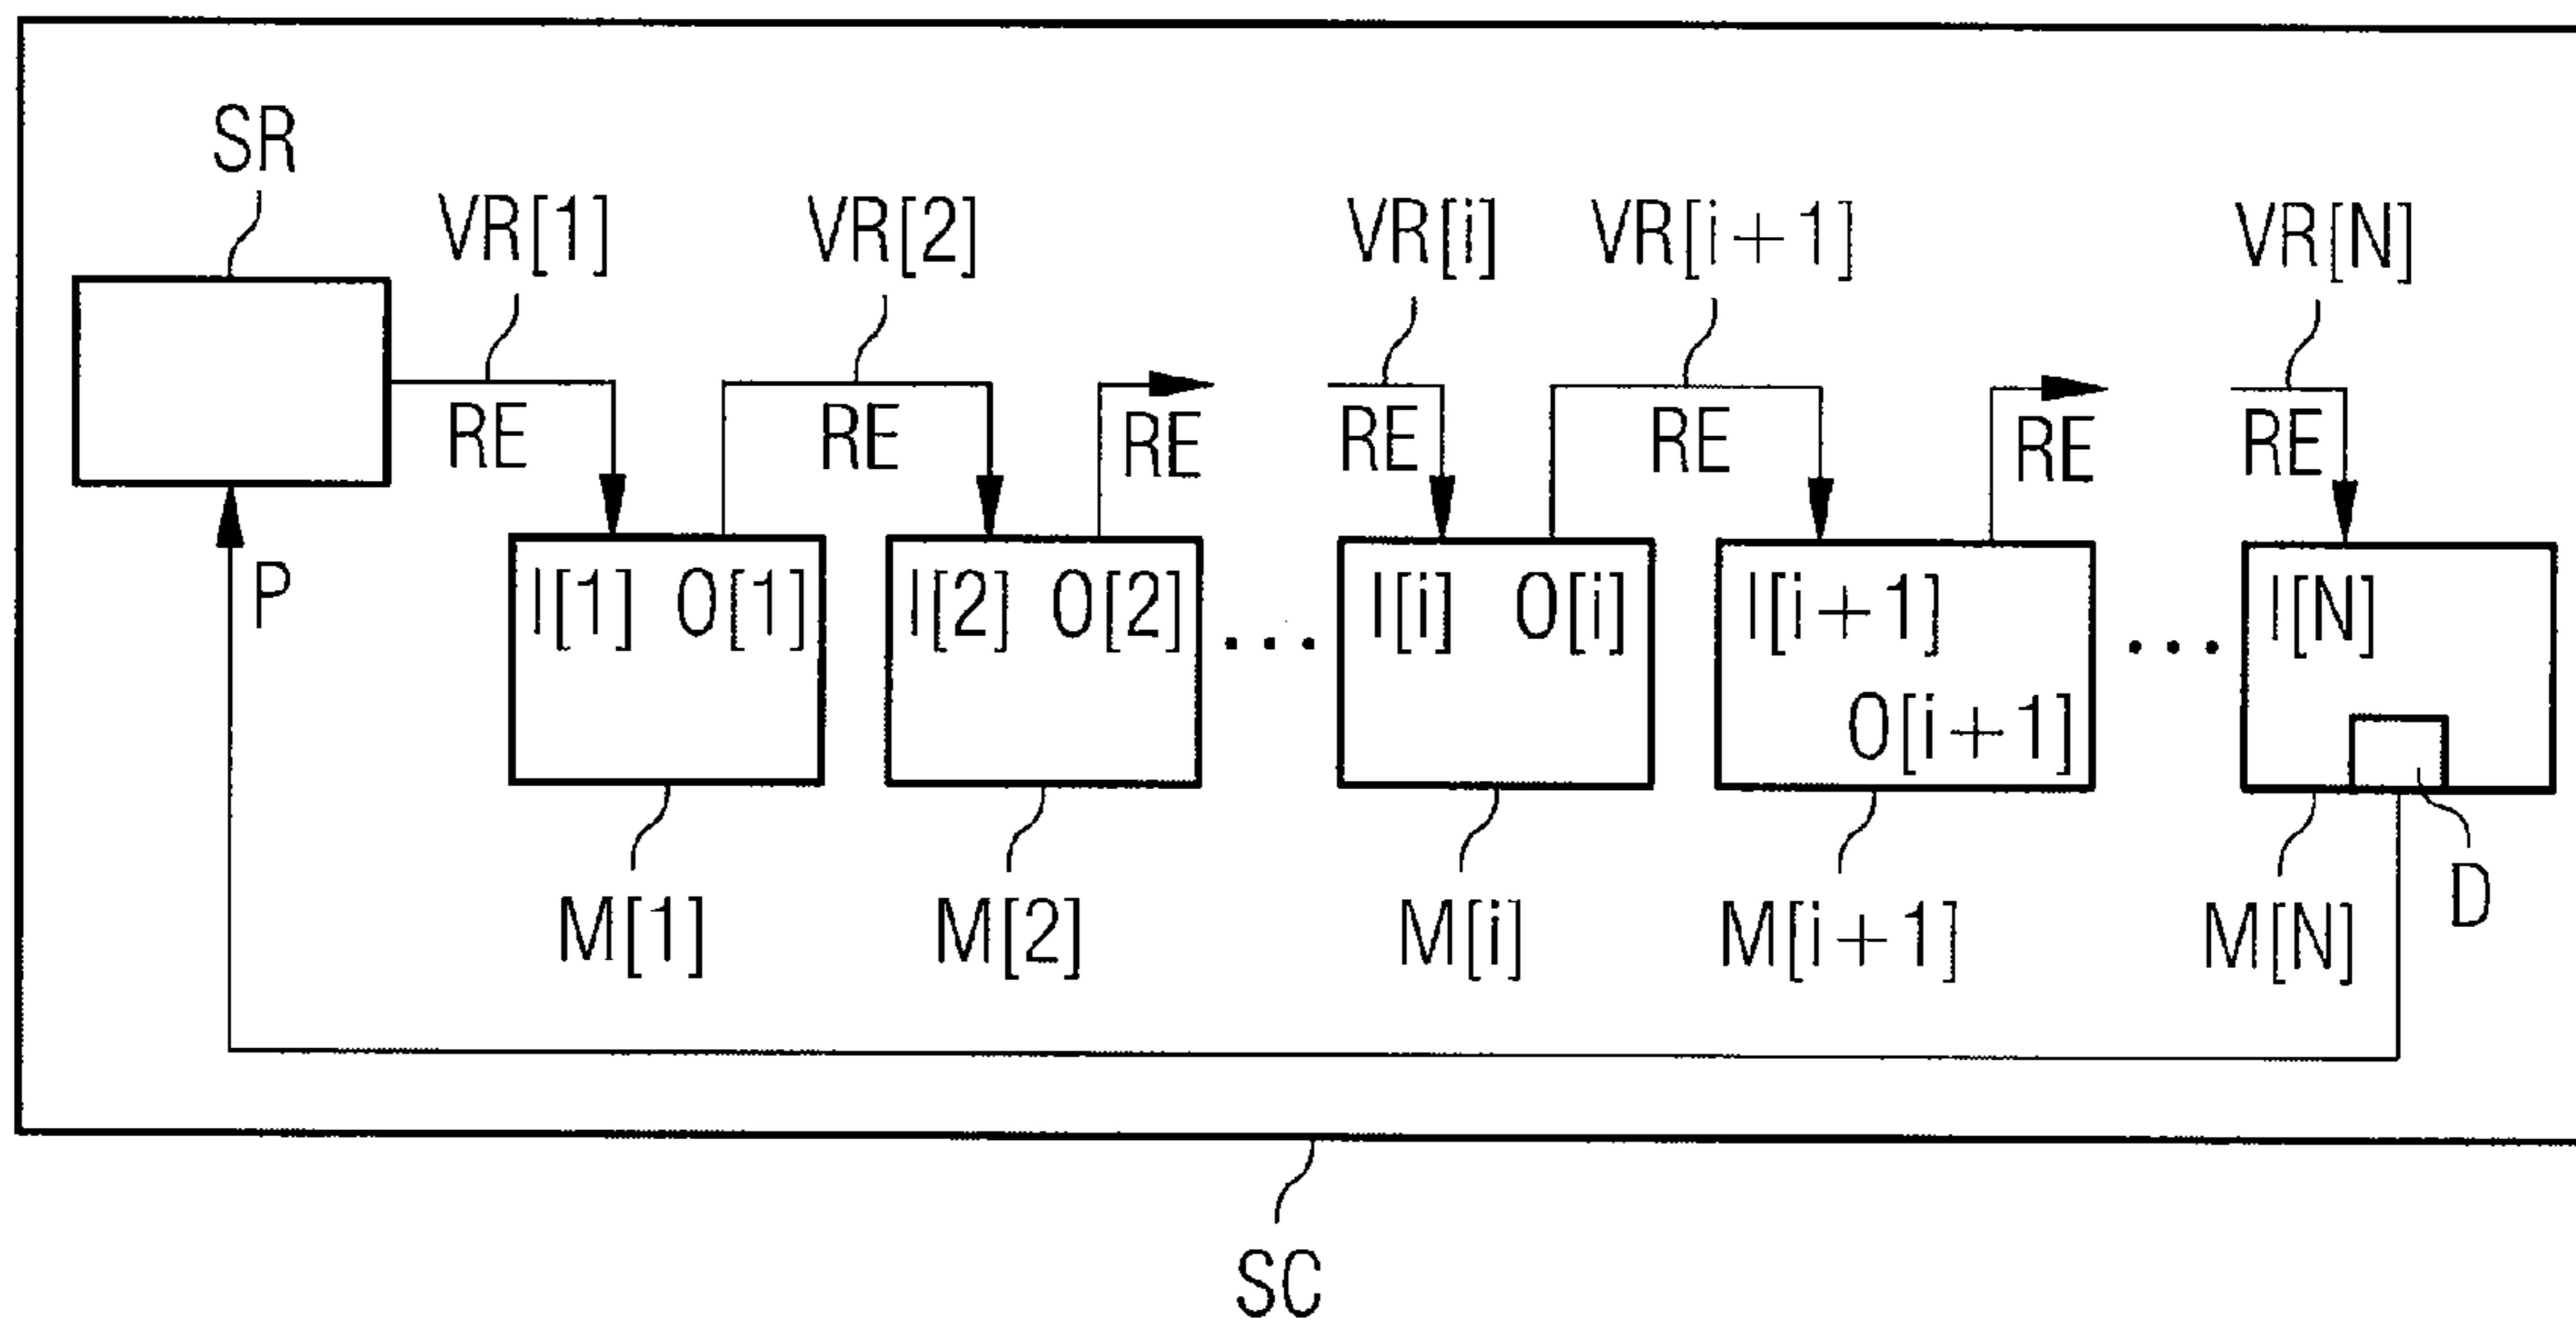 SR
VR[1] VR[2] VR[i] VR[i+1] VR[N]
RE RE RE RE RE RE RE
P
I[1] O[1] I[2] O[2] ... I[i] O[i] I[i+1] ... I[N]
O[i+1]
D
M[1] M[2] M[i] M[i+1] M[N]
SC